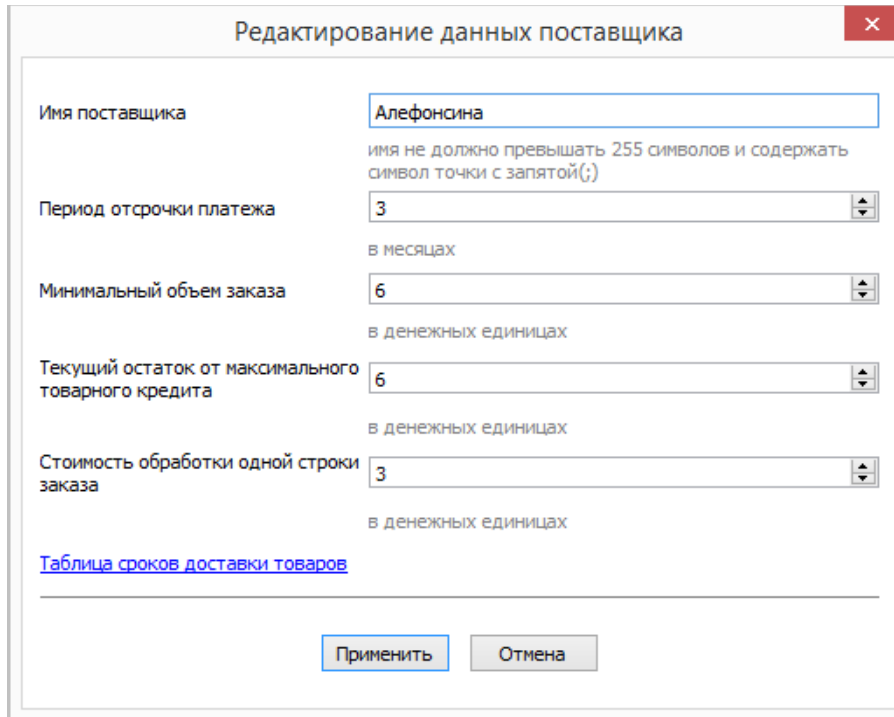 Редактирование данных поставщика
Имя поставщика
Алефонсина
имя не должно превышать 255 символов и содержать
символ точки с запятой(;)
Период отсрочки платежа
3
в месяцах
Минимальный объем заказа
6
в денежных единицах
Текущий остаток от максимального
товарного кредита
6
в денежных единицах
Стоимость обработки одной строки
заказа
3
в денежных единицах
Таблица сроков доставки товаров
Применить Отмена